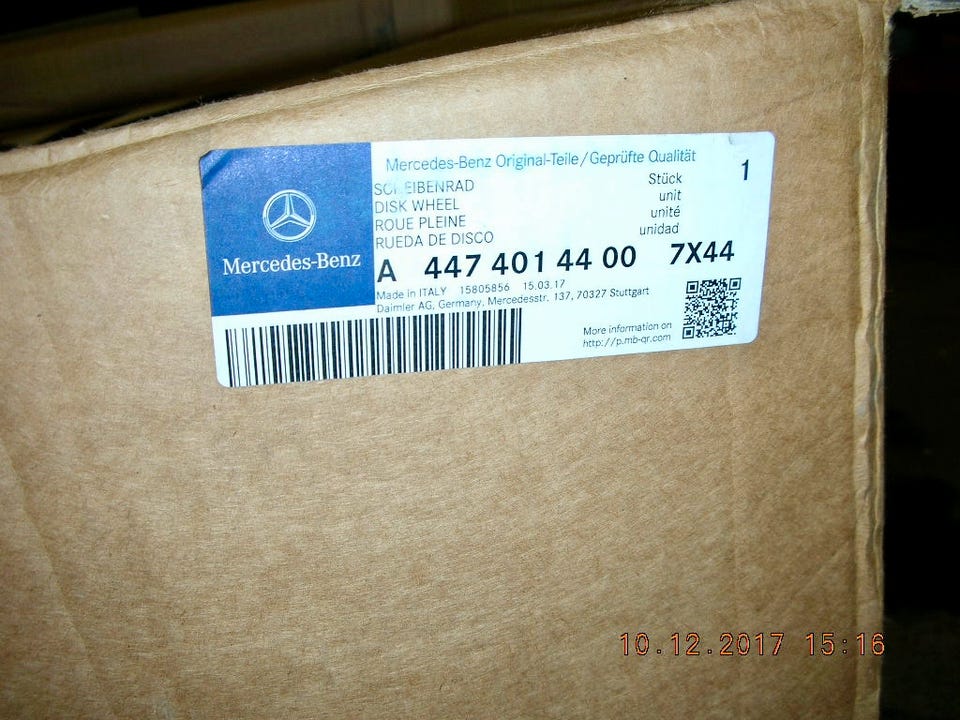 Mercedes-Benz Original-Teile/Geprüfte Qualität
1
Mercedes-Benz
DISK WHEEL
ROUE PLEINE
RUEDA DE DISCO
Stück
unit
unité
unidad
A 447 401 44 00 7X44
Made in ITALY 15805856 15.03.17
Daimler AG, Germany, Mercedesstr. 137, 70327 Stuttgart
More information on
http://p.mb-qr.com
10.12.2017 15:16